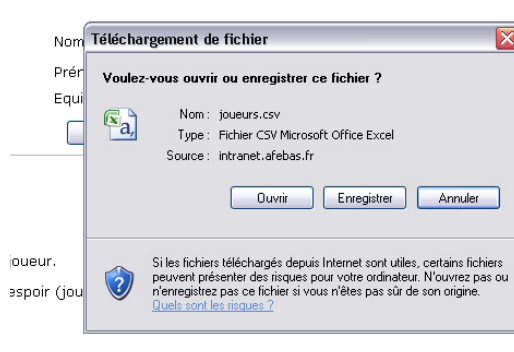 Nom
Prér
Equi
joueur.
espoir (jou
Téléchargement de fichier
Voulez-vous ouvrir ou enregistrer ce fichier ?
Nom : joueurs.csv
Type : Fichier CSV Microsoft Office Excel
Source : intranet.afebas.fr
Ouvrir Enregistrer Annuler
Si les fichiers téléchargés depuis Internet sont utiles, certains fichiers
peuvent présenter des risques pour votre ordinateur. N'ouvrez pas ou
n'enregistrez pas ce fichier si vous n'êtes pas sûr de son origine.
Quels sont les risques ?